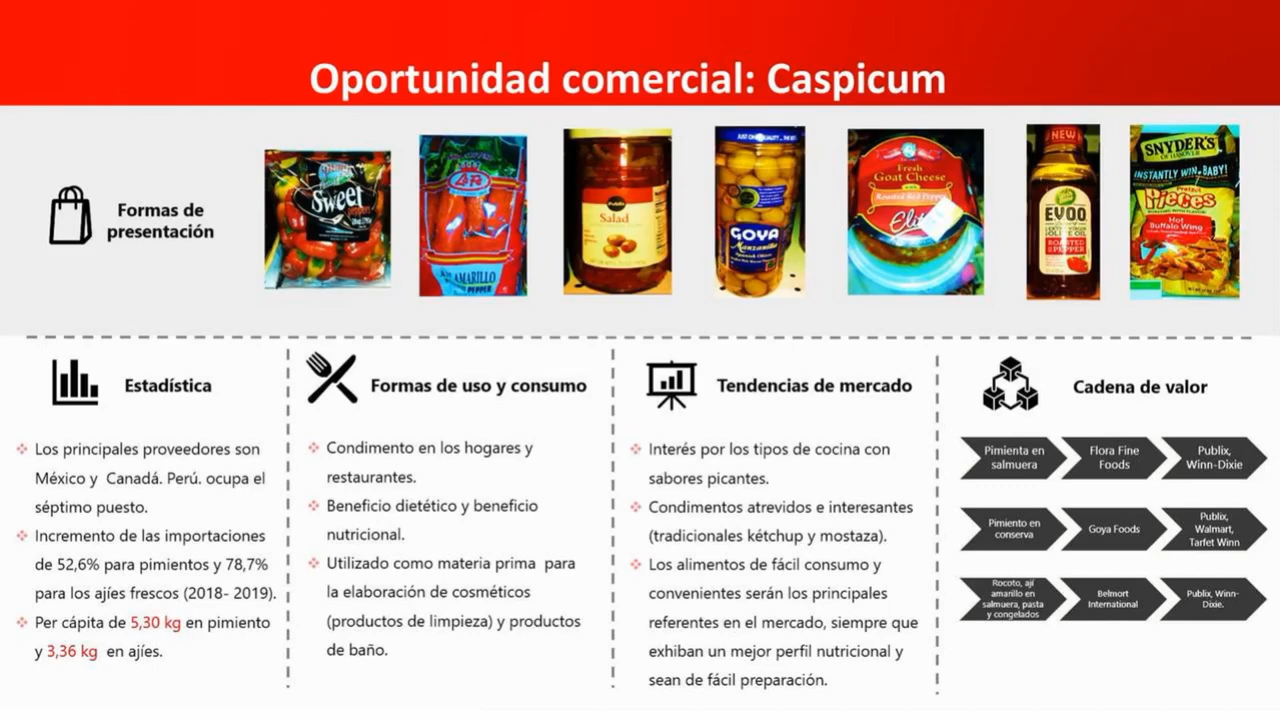 Oportunidad comercial: Caspicum
Formas de
presentación
Sweet
AMARILLO
PEPPER
Publix
Salad
GOYA
Manzanilla
Spanish Olives
Fresh
Goat Cheese
Roasted Red Pepper
NEW
EVOO
ROASTED
SNYDER'S
OF HANOVER
INSTANTLY WIN, BABY!
Pretzel
Pieces
Hot
Buffalo Wing
Estadística
Los principales proveedores son
México y Canadá. Perú. ocupa el
séptimo puesto.
Incremento de las importaciones
de 52,6% para pimientos y 78,7%
para los ajíes frescos (2018- 2019).
Per cápita de 5,30 kg en pimiento
y 3,36 kg en ajíes.
Formas de uso y consumo
Condimento en los hogares y
restaurantes.
Beneficio dietético y beneficio
nutricional.
Utilizado como materia prima para
la elaboración de cosméticos
(productos de limpieza) y productos
de baño.
Tendencias de mercado
Interés por los tipos de cocina con
sabores picantes.
Condimentos atrevidos e interesantes
(tradicionales kétchup y mostaza).
Los alimentos de fácil consumo y
convenientes serán los principales
referentes en el mercado, siempre que
exhiban un mejor perfil nutricional y
sean de fácil preparación.
Cadena de valor
Pimienta en
salmuera
Flora Fine
Foods
Publix,
Winn-Dixie
Pimiento en
conserva
Goya Foods
Publix,
Walmart,
Tarfet Winn
Rocoto, ají
amarillo en
salmuera, pasta
y congelados
Belmort
International
Publix, Winn-
Dixie.